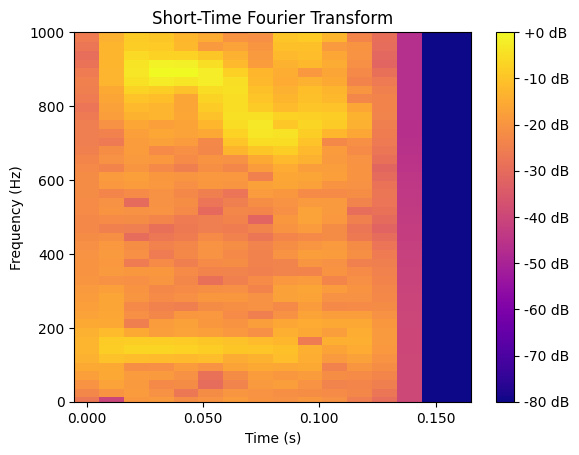 Short-Time Fourier Transform
1000
800
600
400
200
0
Frequency (Hz)
0.000
0.050
0.100
0.150
Time (s)
+0 dB
-10 dB
-20 dB
-30 dB
-40 dB
-50 dB
-60 dB
-70 dB
-80 dB